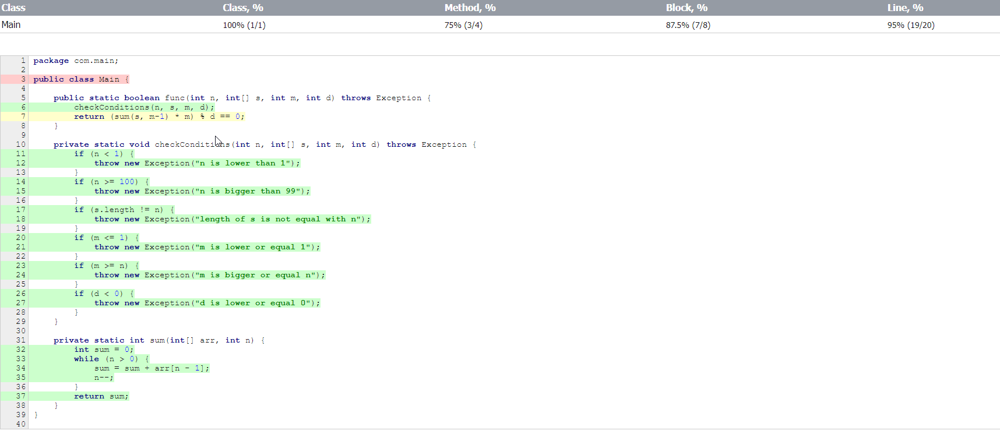 Class Class, % Method, % Block, % Line, %
Main 100% (1/1) 75% (3/4) 87.5% (7/8) 95% (19/20)
1 package com.main;
2
3 public class Main {
4
5     public static boolean func(int n, int[] s, int m, int d) throws Exception {
6         checkConditions(n, s, m, d);
7         return (sum(s, m-1) * m) % d == 0;
8     }
9
10     private static void checkConditions(int n, int[] s, int m, int d) throws Exception {
11         if (n < 1) {
12             throw new Exception("n is lower than 1");
13         }
14         if (n >= 100) {
15             throw new Exception("n is bigger than 99");
16         }
17         if (s.length != n) {
18             throw new Exception("length of s is not equal with n");
19         }
20         if (m <= 1) {
21             throw new Exception("m is lower or equal 1");
22         }
23         if (m >= n) {
24             throw new Exception("m is bigger or equal n");
25         }
26         if (d < 0) {
27             throw new Exception("d is lower or equal 0");
28         }
29     }
30
31     private static int sum(int[] arr, int n) {
32         int sum = 0;
33         while (n > 0) {
34             sum = sum + arr[n - 1];
35             n--;
36         }
37         return sum;
38     }
39 }
40